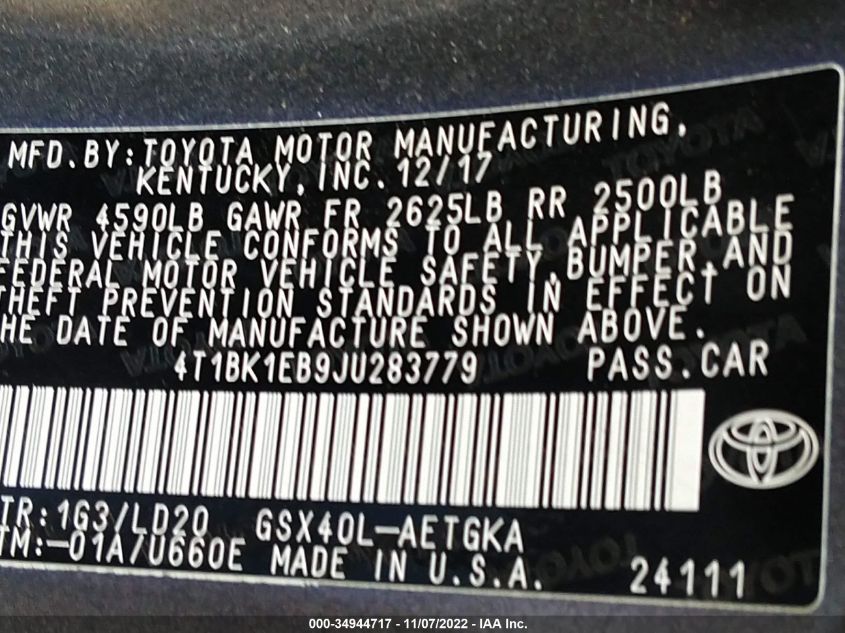 MFD.BY:TOYOTA MOTOR MANUFACTURING,
KENTUCKY, INC. 12/17
GVWR 4590LB GAWR FR 2625LB RR 2500LB
THIS VEHICLE CONFORMS TO ALL APPLICABLE
FEDERAL MOTOR VEHICLE SAFETY, BUMPER, AND
THEFT PREVENTION STANDARDS IN EFFECT ON
HE DATE OF MANUFACTURE SHOWN ABOVE.
4T1BK1EB9JU283779 PASS.CAR
TR:1G3/LD20 GSX40L-AETGKA
TM:-01A/U660E MADE IN U.S.A. 24111
000-34944717 - 11/07/2022 - IAA Inc.